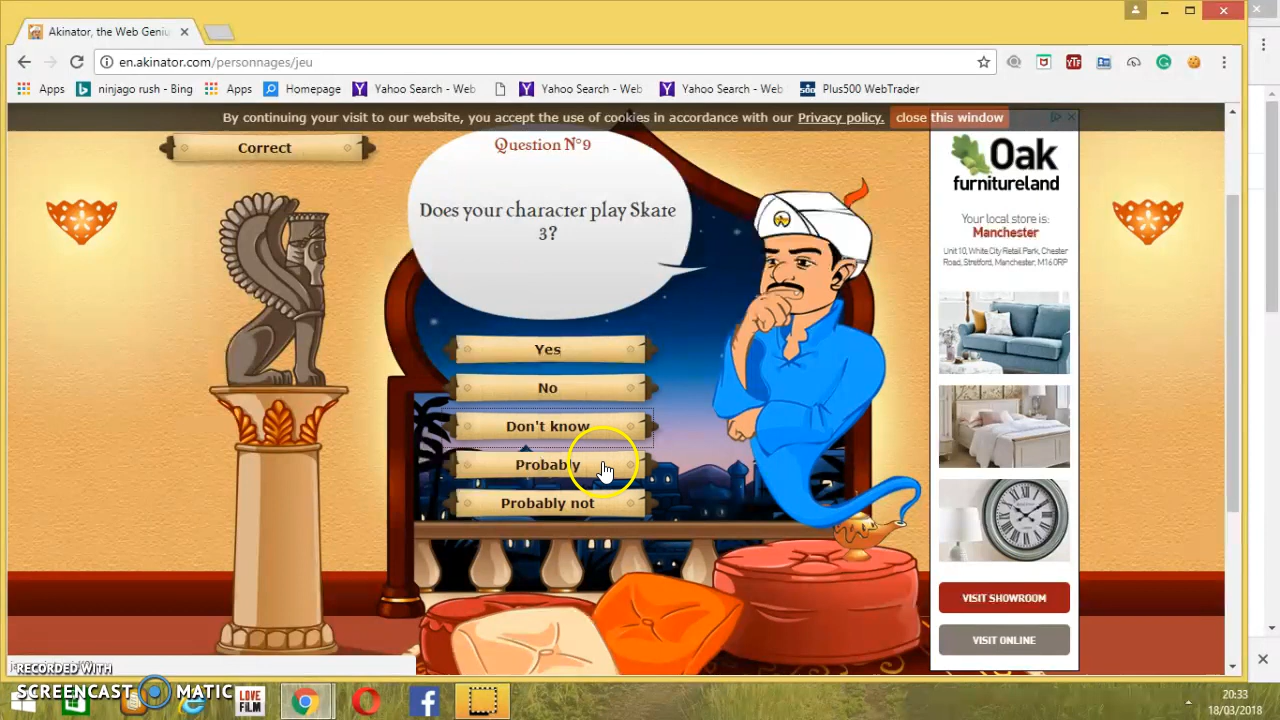 Akinator, the Web Geniu
en.akinator.com/personnages/jeu
Apps ninjago rush - Bing Apps Homepage Yahoo Search - Web Yahoo Search - Web Yahoo Search - Web Plus500 WebTrader
By continuing your visit to our website, you accept the use of cookies in accordance with our Privacy policy. close this window
Correct
Question N°9
Does your character play Skate
3?
Yes
No
Don't know
Probably
Probably not
Oak
furnitureland
Your local store is:
Manchester
Unit 10, White City Retail Park, Chester
Road, Stretford, Manchester, M16 0RP
VISIT SHOWROOM
VISIT ONLINE
RECORDED WITH
SCREENCAST MATIC
LOVE
FILM
20:33
18/03/2018